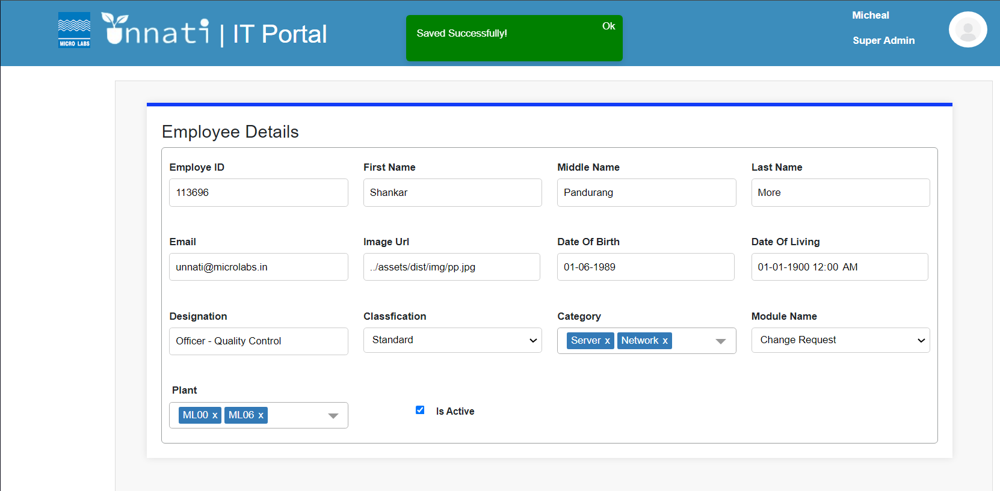 MICRO LABS
Unnati | IT Portal
Saved Successfully!
Ok
Micheal
Super Admin
Employee Details
Employe ID
First Name
Middle Name
Last Name
113696
Shankar
Pandurang
More
Email
Image Url
Date Of Birth
Date Of Living
unnati@microlabs.in
../assets/dist/img/pp.jpg
01-06-1989
01-01-1900 12:00 AM
Designation
Classfication
Category
Module Name
Officer - Quality Control
Standard
Server x Network x
Change Request
Plant
ML00 x ML06 x
Is Active